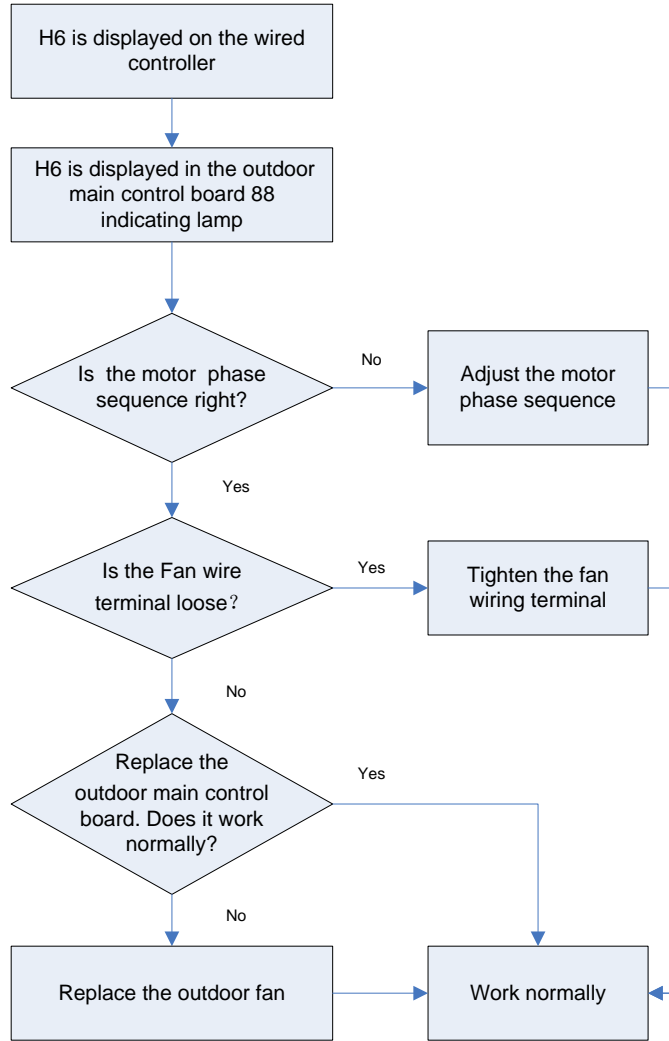 H6 is displayed on the wired
controller
H6 is displayed in the outdoor
main control board 88
indicating lamp
Is the motor phase
sequence right?
No
Adjust the motor
phase sequence
Yes
Is the Fan wire
terminal loose？
Yes
Tighten the fan
wiring terminal
No
Replace the
outdoor main control
board. Does it work
normally?
Yes
No
Replace the outdoor fan
Work normally